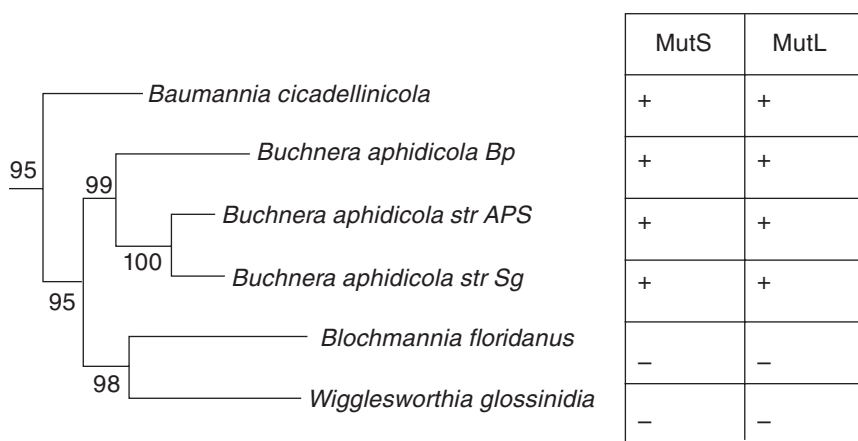 MutS MutL
Baumannia cicadellinicola + +
Buchnera aphidicola Bp + +
95
99
Buchnera aphidicola str APS + +
100
Buchnera aphidicola str Sg + +
95
Blochmannia floridanus – –
98
Wigglesworthia glossinidia – –